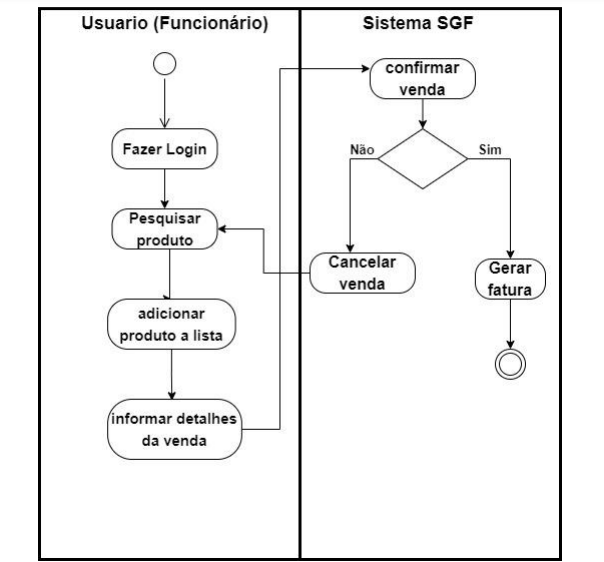 Usuario (Funcionário)
Sistema SGF
confirmar
venda
Não
Sim
Fazer Login
Pesquisar
produto
Cancelar
venda
Gerar
fatura
adicionar
produto a lista
informar detalhes
da venda